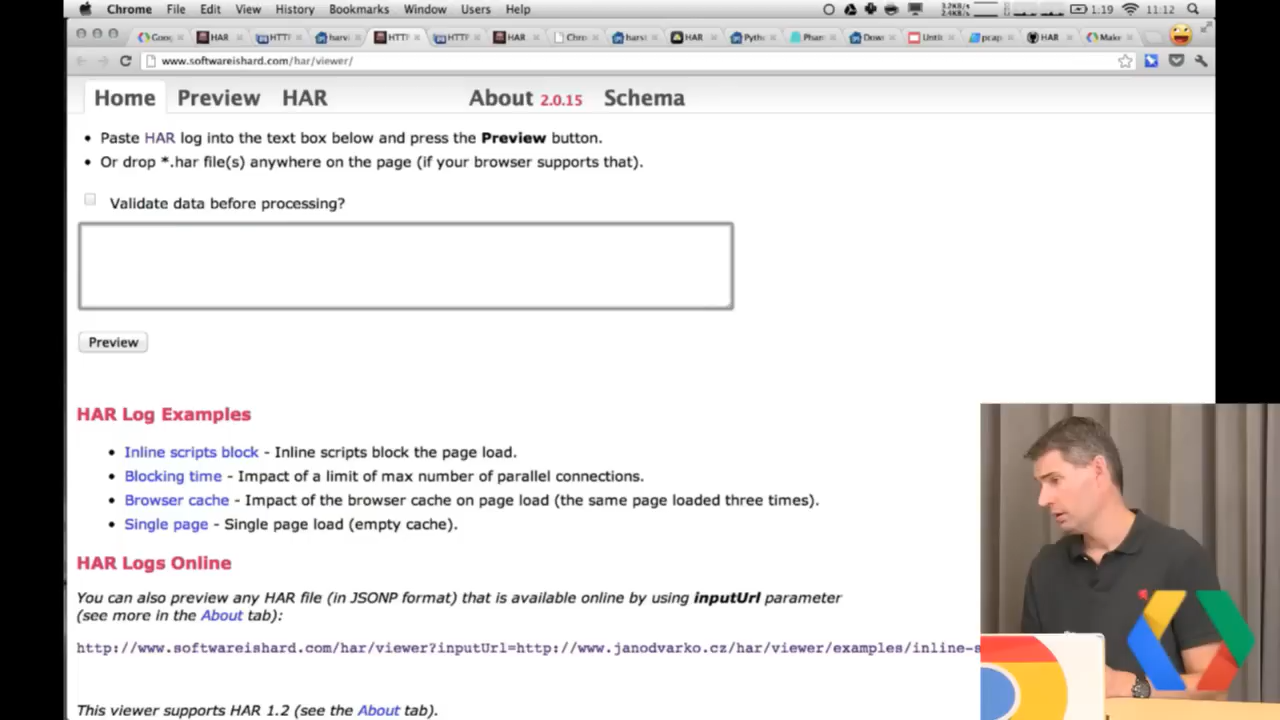 Chrome File Edit View History Bookmarks Window Users Help 1:19 11:12
HAR HAR Pyth HAR Make
www.softwareishard.com/har/viewer/
Home Preview HAR About 2.0.15 Schema
• Paste HAR log into the text box below and press the Preview button.
• Or drop *.har file(s) anywhere on the page (if your browser supports that).
Validate data before processing?
Preview
HAR Log Examples
• Inline scripts block - Inline scripts block the page load.
• Blocking time - Impact of a limit of max number of parallel connections.
• Browser cache - Impact of the browser cache on page load (the same page loaded three times).
• Single page - Single page load (empty cache).
HAR Logs Online
You can also preview any HAR file (in JSONP format) that is available online by using inputUrl parameter
(see more in the About tab):
http://www.softwareishard.com/har/viewer?inputUrl=http://www.janodvarko.cz/har/viewer/examples/inline-s
This viewer supports HAR 1.2 (see the About tab).